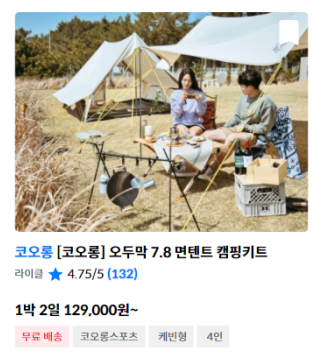 코오롱 [코오롱] 오두막 7.8 면텐트 캠핑키트
라이클 ★ 4.75/5 (132)
1박 2일 129,000원~
무료 배송 코오롱스포츠 케빈형 4인